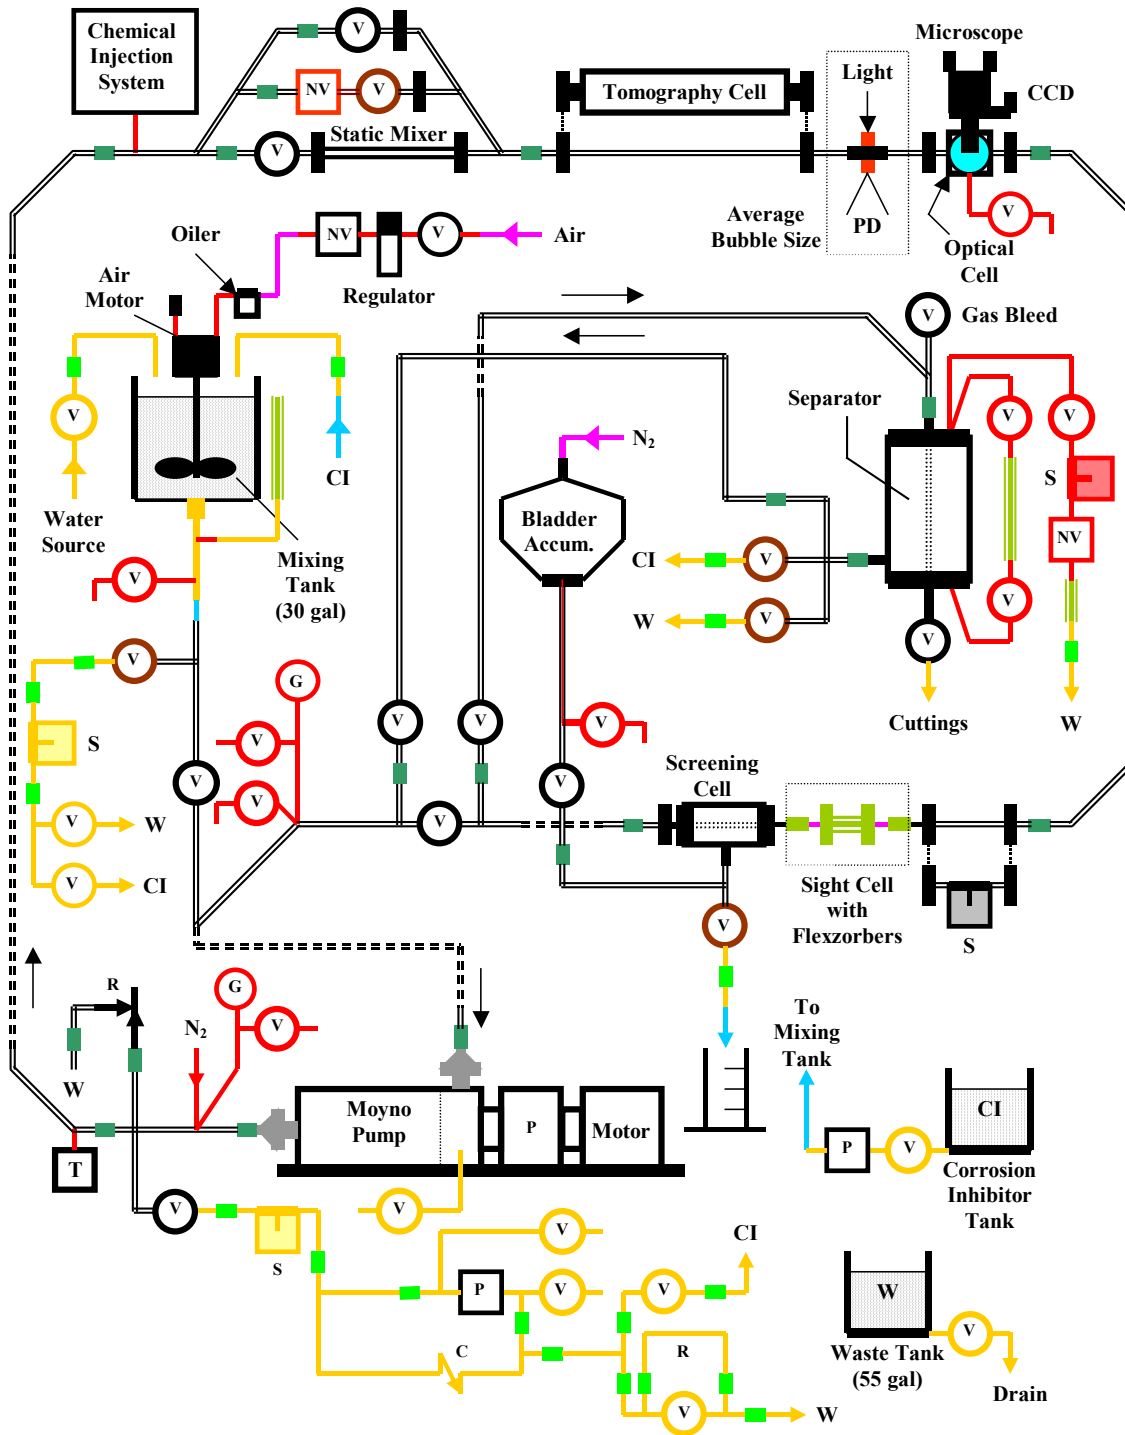 Chemical
Injection
System
V
NV
V
Static Mixer
V
Tomography Cell
Light
Microscope
CCD
PD
Average
Bubble Size
V
Optical
Cell
Oiler
NV
V
Air
Regulator
Air
Motor
V
Gas Bleed
Separator
V
V
CI
N₂
V
S
Water
Source
Mixing
Tank
(30 gal)
Bladder
Accum.
NV
CI
V
W
V
V
V
V
Cuttings
W
V
G
S
V
V
V
V
V
V
V
V
V
W
V
CI
Screening
Cell
Sight Cell
with
Flexzorbers
S
V
R
N₂
G
V
W
To
Mixing
Tank
CI
Moyno
Pump
P
Motor
P
V
Corrosion
Inhibitor
Tank
T
V
V
S
V
CI
P
V
V
C
R
V
W
W
V
Waste Tank
(55 gal)
Drain